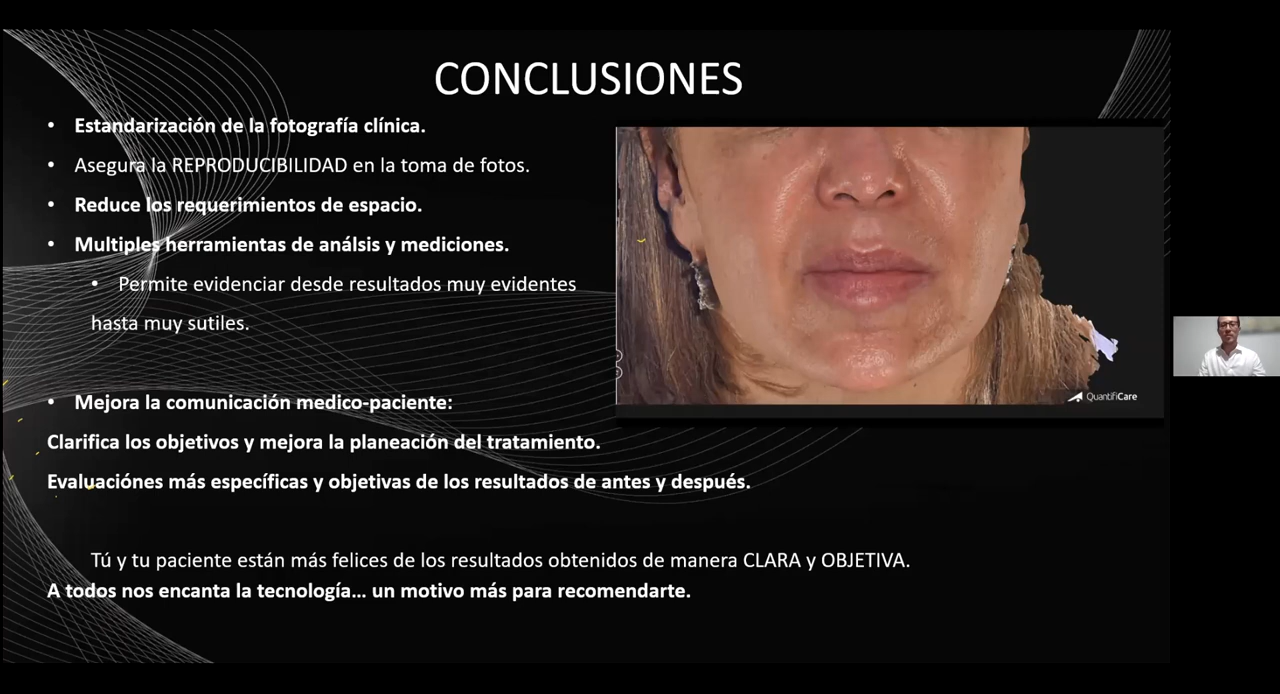 CONCLUSIONES
• Estandarización de la fotografía clínica.
• Asegura la REPRODUCIBILIDAD en la toma de fotos.
• Reduce los requerimientos de espacio.
• Multiples herramientas de análsis y mediciones.
• Permite evidenciar desde resultados muy evidentes
hasta muy sutiles.
• Mejora la comunicación medico-paciente:
Clarifica los objetivos y mejora la planeación del tratamiento.
Evaluaciónes más específicas y objetivas de los resultados de antes y después.
Tú y tu paciente están más felices de los resultados obtenidos de manera CLARA y OBJETIVA.
A todos nos encanta la tecnología... un motivo más para recomendarte.
QuantifiCare